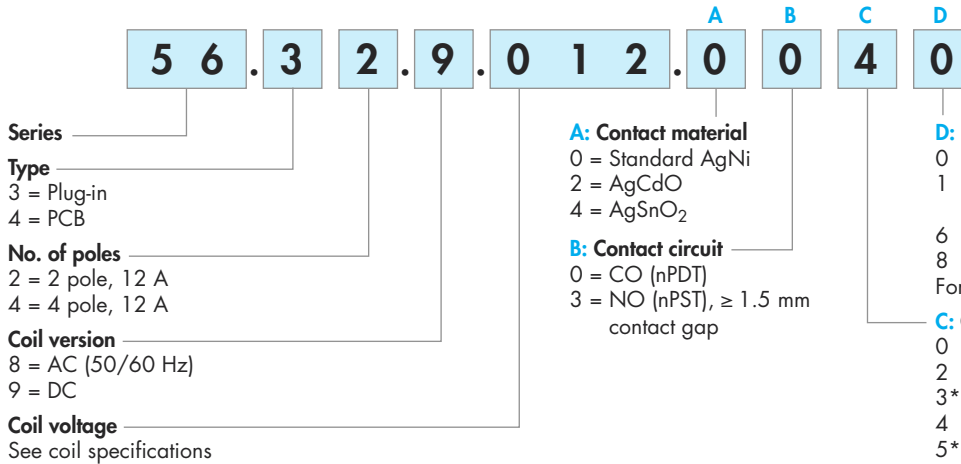 A B C D
5 6 . 3 2 . 9 . 0 1 2 . 0 0 4 0
Series
Type
3 = Plug-in
4 = PCB
No. of poles
2 = 2 pole, 12 A
4 = 4 pole, 12 A
Coil version
8 = AC (50/60 Hz)
9 = DC
Coil voltage
See coil specifications
A: Contact material
0 = Standard AgNi
2 = AgCdO
4 = AgSnO₂
B: Contact circuit
0 = CO (nPDT)
3 = NO (nPST), ≥ 1.5 mm
contact gap
D:
0
1
6
8
For
C:
0
2
3*
4
5*